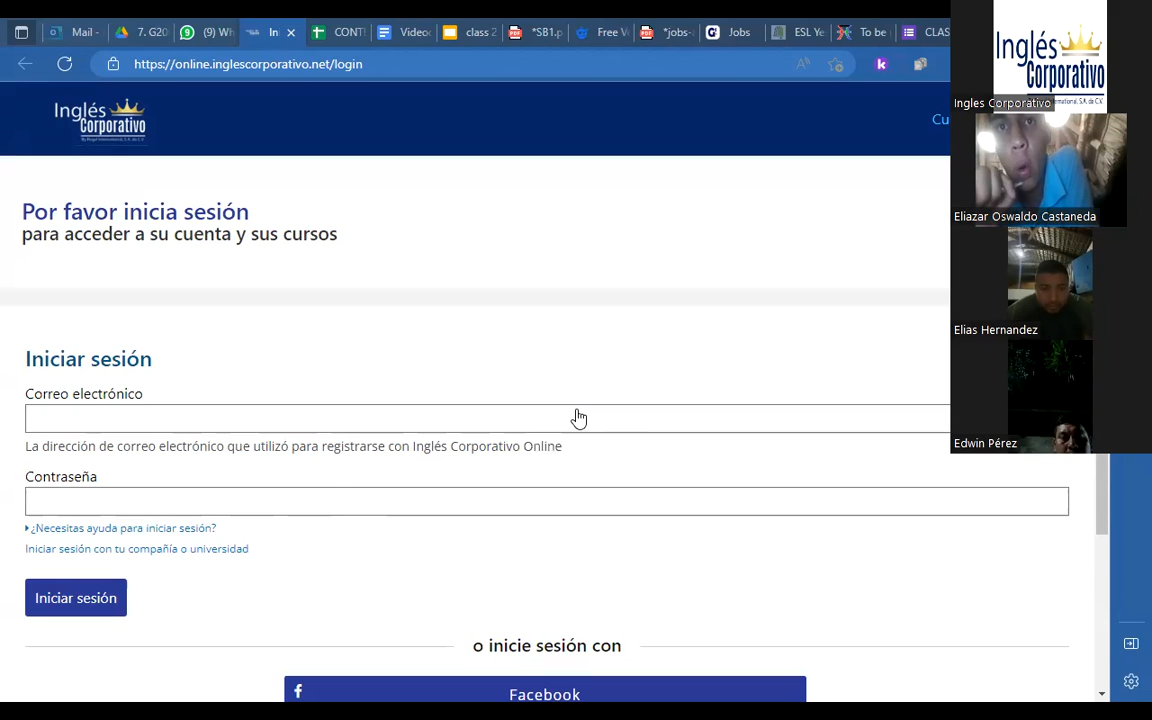 Mail -
7. G20
(9) (Wh
In:
CONT
Videoc
class 2
*SB1.p
Free V
*jobs-
Jobs
ESL Ye
To be
CLAS
https://online.inglescorporativo.net/login
Inglés
Corporativo
Cu
Por favor inicia sesión
para acceder a su cuenta y sus cursos
Iniciar sesión
Correo electrónico
La dirección de correo electrónico que utilizó para registrarse con Inglés Corporativo Online
Contraseña
¿Necesitas ayuda para iniciar sesión?
Iniciar sesión con tu compañía o universidad
Iniciar sesión
o inicie sesión con
Facebook
Inglés
Corporativo
Ingles Corporativo
Eliazar Oswaldo Castaneda
Elias Hernandez
Edwin Pérez